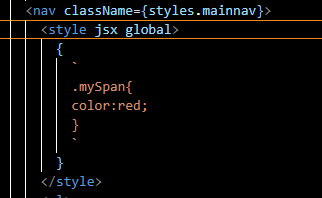 <nav className={styles.mainnav}>
<style jsx global>
{
`
.mySpan{
color:red;
}
`
}
</style>